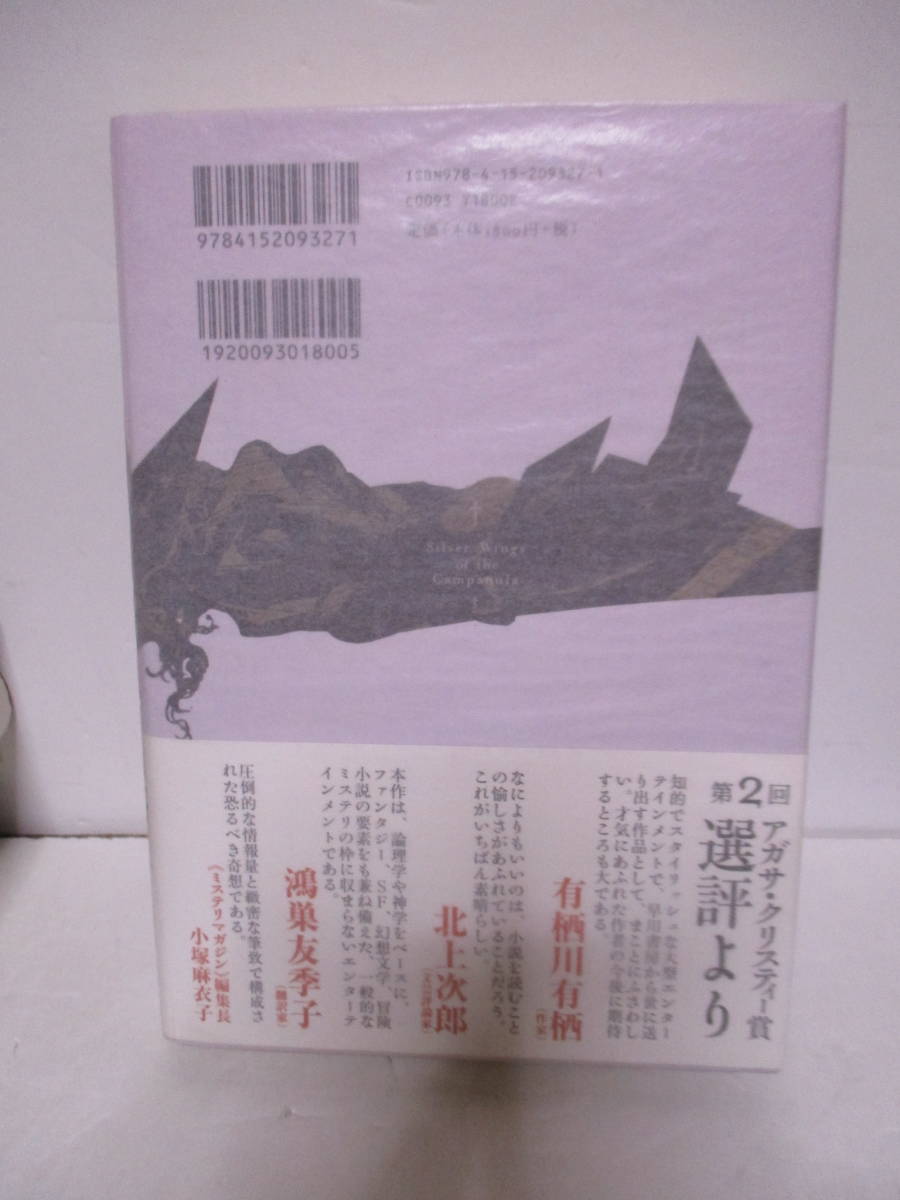 ISBN978-4-15-209327-1
C0093 ¥1800E
定価(本体1800円+税)
9784152093271
1920093018005
Silver Wings
of the
Campanula
第2回 アガサ・クリスティー賞
選評より
知的でスタイリッシュな大型エンター
テインメントで、早川書房から世に送
り出す作品として、まことにふさわし
い。才気にあふれた作者の今後に期待
するところも大である。
有栖川有栖(作家)
なによりもいいのは、小説を読むこと
の愉しさがあふれていることだろう。
これがいちばん素晴らしい。
北上次郎(文芸評論家)
本作は、論理学や神学をベースに、
ファンタジー、SF、幻想文学、冒険
小説の要素をも兼ね備えた、一般的な
ミステリの枠に収まらないエンターテ
インメントである。
鴻巣友季子(翻訳家)
圧倒的な情報量と緻密な筆致で構成さ
れた恐るべき奇想である。
《ミステリマガジン》編集長
小塚麻衣子